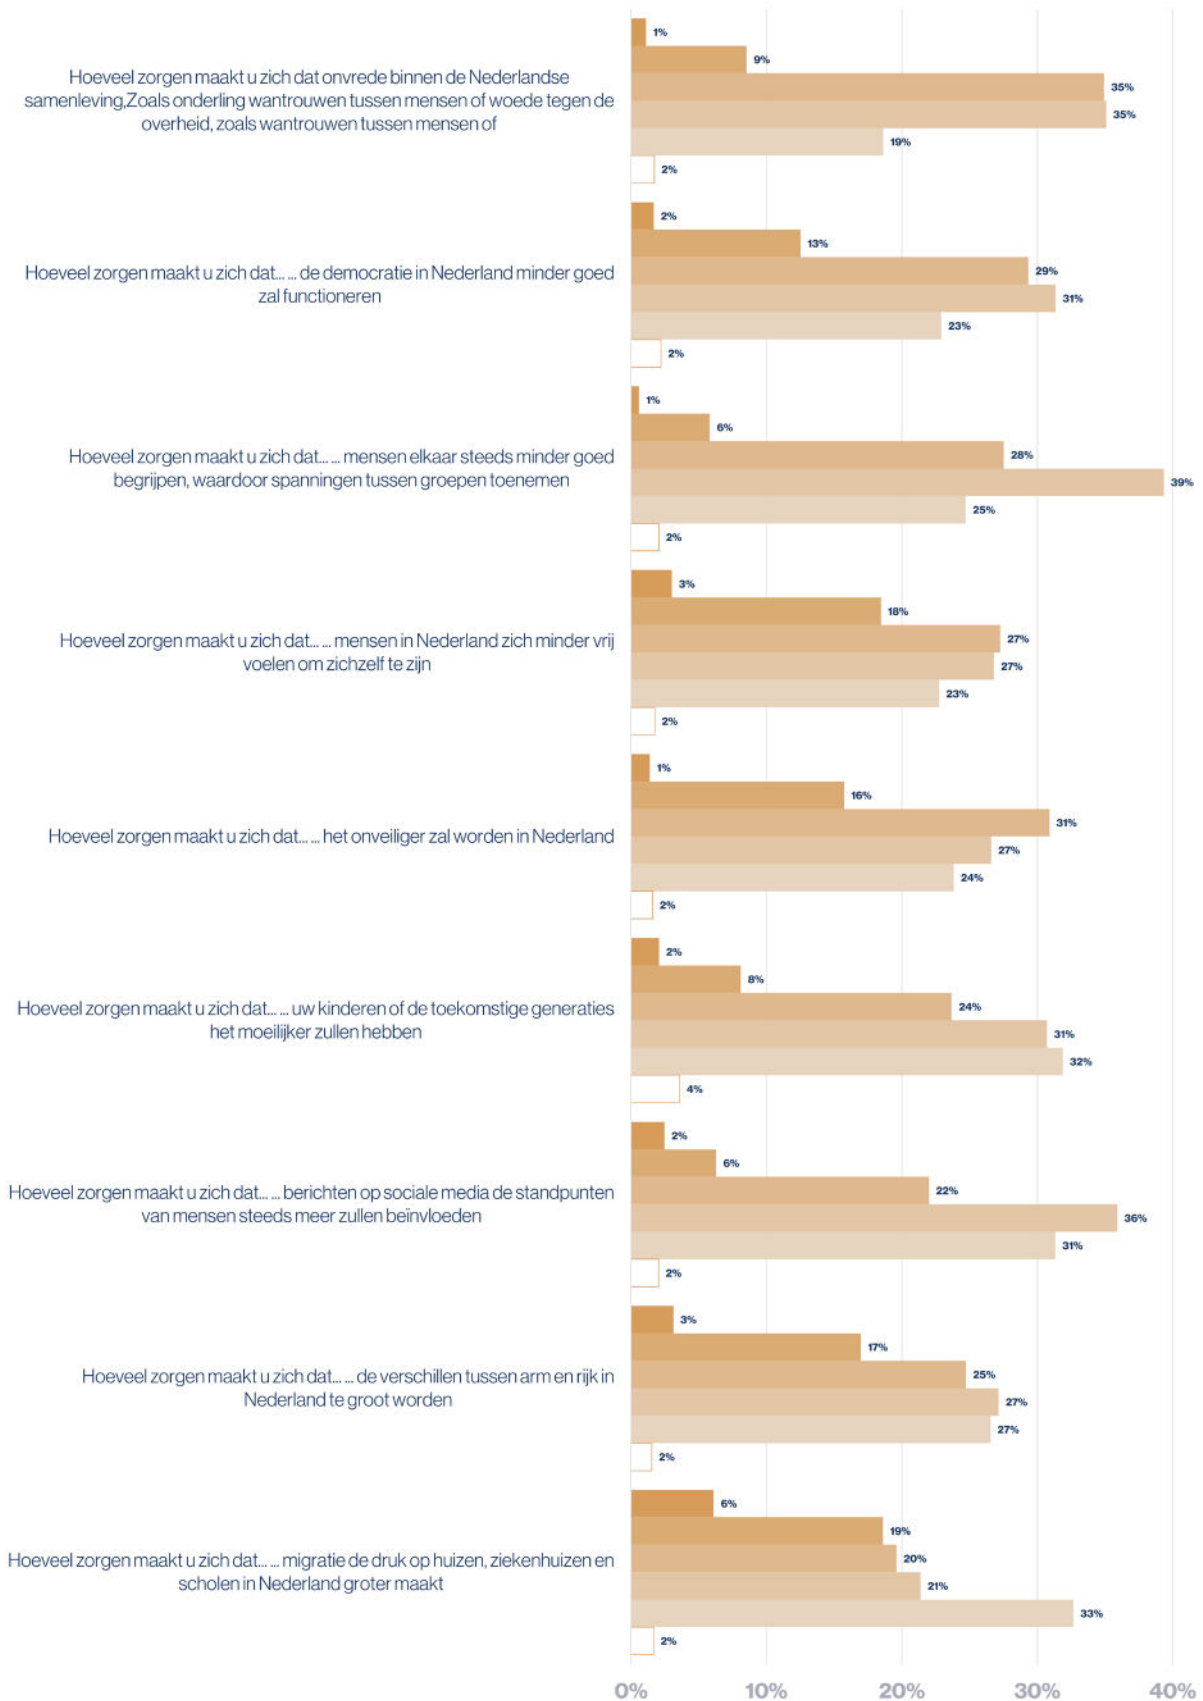 1%
9%
Hoeveel zorgen maakt u zich dat onvrede binnen de Nederlandse
samenleving,Zoals onderling wantrouwen tussen mensen of woede tegen de
overheid, zoals wantrouwen tussen mensen of
35%
35%
19%
2%
2%
13%
Hoeveel zorgen maakt u zich dat... ... de democratie in Nederland minder goed
zal functioneren
29%
31%
23%
2%
1%
6%
Hoeveel zorgen maakt u zich dat... ... mensen elkaar steeds minder goed
begrijpen, waardoor spanningen tussen groepen toenemen
28%
39%
25%
2%
3%
18%
Hoeveel zorgen maakt u zich dat... ... mensen in Nederland zich minder vrij
voelen om zichzelf te zijn
27%
27%
23%
2%
1%
16%
Hoeveel zorgen maakt u zich dat... ... het onveiliger zal worden in Nederland
31%
27%
24%
2%
2%
8%
Hoeveel zorgen maakt u zich dat... ... uw kinderen of de toekomstige generaties
het moeilijker zullen hebben
24%
31%
32%
4%
2%
6%
Hoeveel zorgen maakt u zich dat... ... berichten op sociale media de standpunten
van mensen steeds meer zullen beïnvloeden
22%
36%
31%
2%
3%
17%
Hoeveel zorgen maakt u zich dat... ... de verschillen tussen arm en rijk in
Nederland te groot worden
25%
27%
27%
2%
6%
19%
Hoeveel zorgen maakt u zich dat... ... migratie de druk op huizen, ziekenhuizen en
scholen in Nederland groter maakt
20%
21%
33%
2%
0% 10% 20% 30% 40%